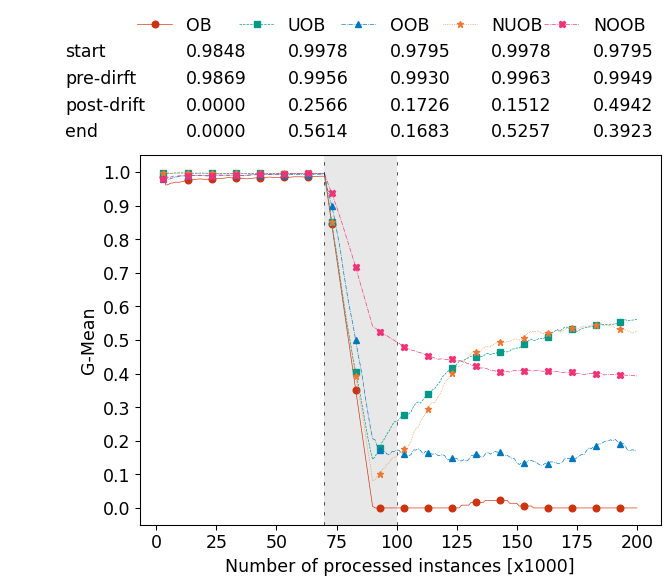 OB UOB OOB NUOB NOOB
start 0.9848 0.9978 0.9795 0.9978 0.9795
pre-dirft 0.9869 0.9956 0.9930 0.9963 0.9949
post-drift 0.0000 0.2566 0.1726 0.1512 0.4942
end 0.0000 0.5614 0.1683 0.5257 0.3923
1.0
0.9
0.8
0.7
0.6
0.5
0.4
0.3
0.2
0.1
0.0
G-Mean
0 25 50 75 100 125 150 175 200
Number of processed instances [x1000]